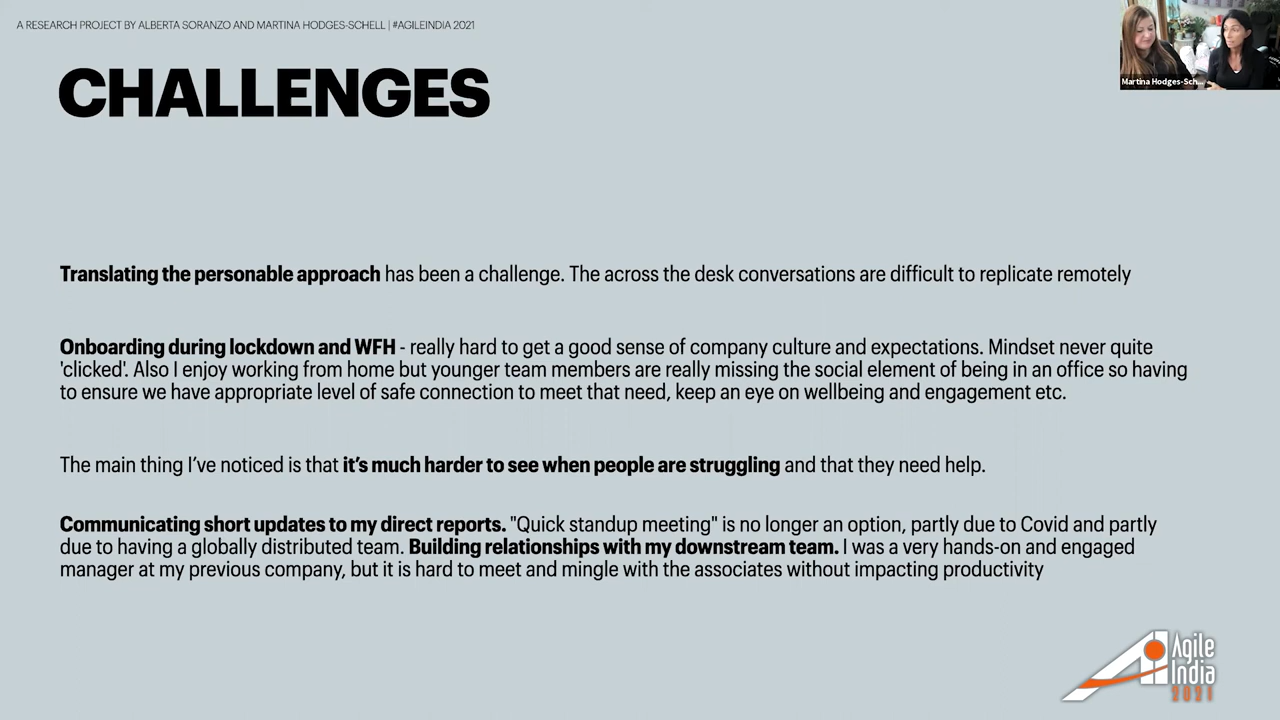 A RESEARCH PROJECT BY ALBERTA SORANZO AND MARTINA HODGES-SCHELL | #AGILEINDIA 2021
Martina Hodges-Sch...
CHALLENGES
Translating the personable approach has been a challenge. The across the desk conversations are difficult to replicate remotely
Onboarding during lockdown and WFH - really hard to get a good sense of company culture and expectations. Mindset never quite
'clicked'. Also I enjoy working from home but younger team members are really missing the social element of being in an office so having
to ensure we have appropriate level of safe connection to meet that need, keep an eye on wellbeing and engagement etc.
The main thing I've noticed is that it's much harder to see when people are struggling and that they need help.
Communicating short updates to my direct reports. "Quick standup meeting" is no longer an option, partly due to Covid and partly
due to having a globally distributed team. Building relationships with my downstream team. I was a very hands-on and engaged
manager at my previous company, but it is hard to meet and mingle with the associates without impacting productivity
Agile
India
2021